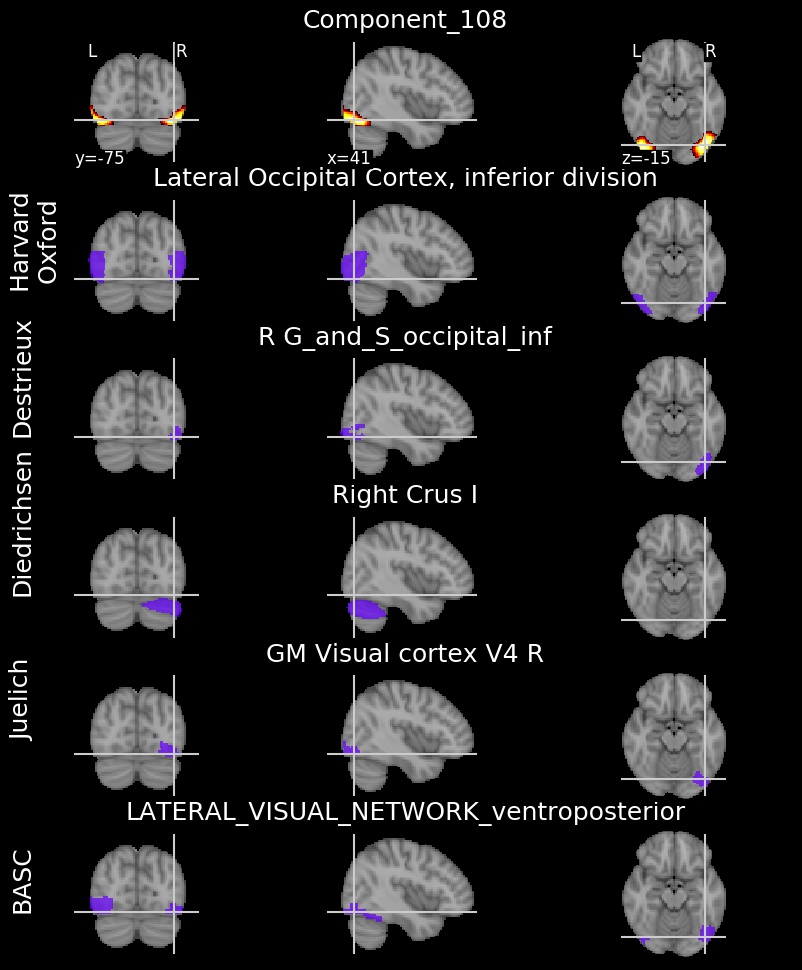 Component_108
L R L R
y=-75 x=41 z=-15
Lateral Occipital Cortex, inferior division
Harvard
Oxford
R G_and_S_occipital_inf
Destrieux
Right Crus I
Diedrichsen
GM Visual cortex V4 R
Juelich
LATERAL_VISUAL_NETWORK_ventroposterior
BASC